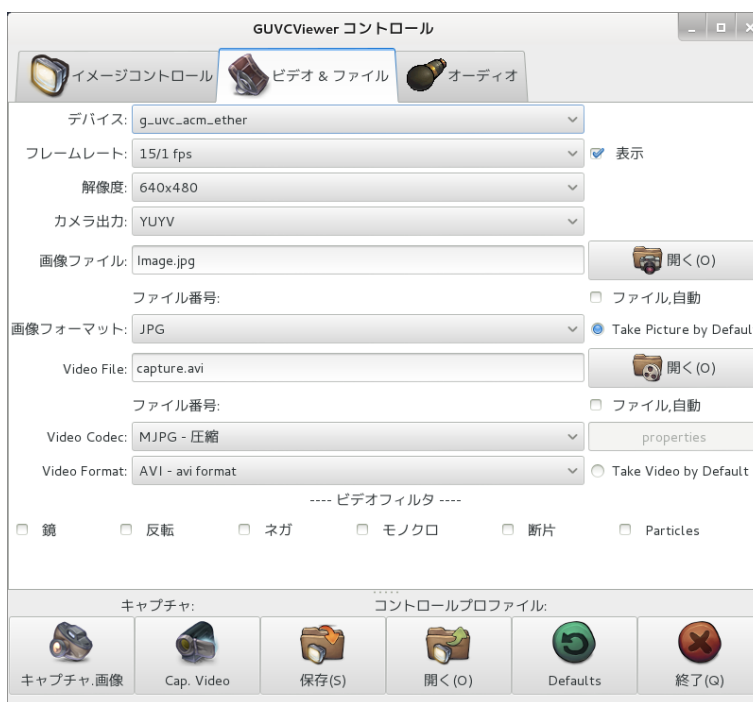 GUVCViewer コントロール
イメージコントロール
ビデオ & ファイル
オーディオ
デバイス: g_uvc_acm_ether
フレームレート: 15/1 fps 表示
解像度: 640x480
カメラ出力: YUYV
画像ファイル: Image.jpg 開く(O)
ファイル番号: ファイル,自動
画像フォーマット: JPG Take Picture by Defaul
Video File: capture.avi 開く(O)
ファイル番号: ファイル,自動
Video Codec: MJPG - 圧縮 properties
Video Format: AVI - avi format Take Video by Default
---- ビデオフィルタ ----
鏡 反転 ネガ モノクロ 断片 Particles
キャプチャ: コントロールプロファイル:
キャプチャ.画像 Cap. Video 保存(S) 開く(O) Defaults 終了(Q)